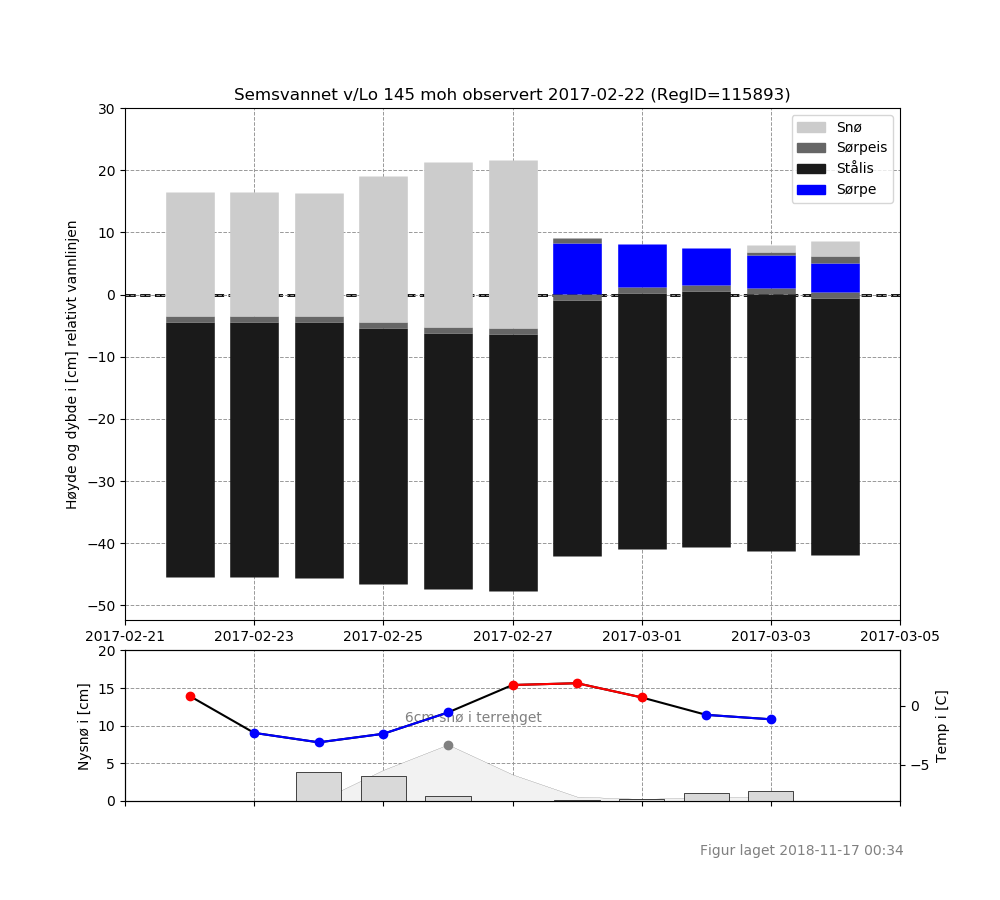 Semsvannet v/Lo 145 moh observert 2017-02-22 (RegID=115893)
Høyde og dybde i [cm] relativt vannlinjen
30
20
10
0
−10
−20
−30
−40
−50
Snø
Sørpeis
Stålis
Sørpe
2017-02-21 2017-02-23 2017-02-25 2017-02-27 2017-03-01 2017-03-03 2017-03-05
Nysnø i [cm]
20
15
10
5
0
6cm snø i terrenget
0
−5
Temp i [C]
Figur laget 2018-11-17 00:34